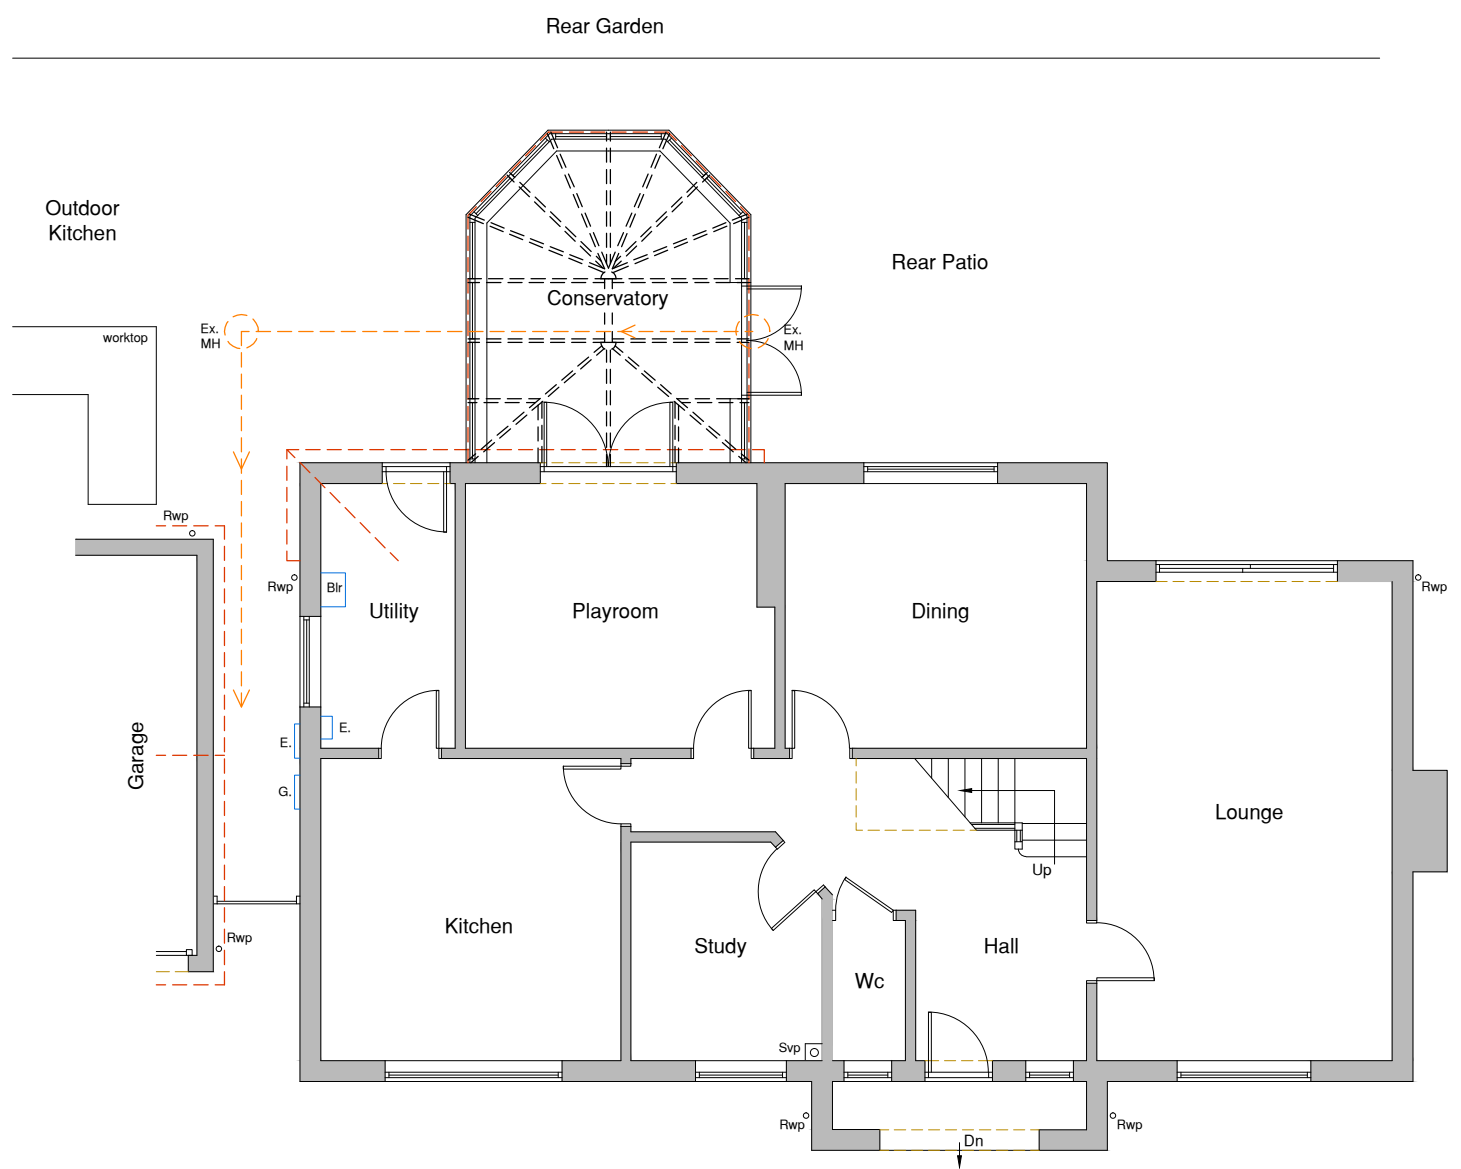 Rear Garden
Outdoor
Kitchen
Rear Patio
Conservatory
Ex.
MH
Ex.
MH
worktop
Rwp
Rwp
Blr
Utility
Playroom
Dining
Rwp
E.
E.
G.
Garage
Lounge
Up
Kitchen
Study
Hall
Rwp
Wc
Svp
Rwp
Rwp
Dn